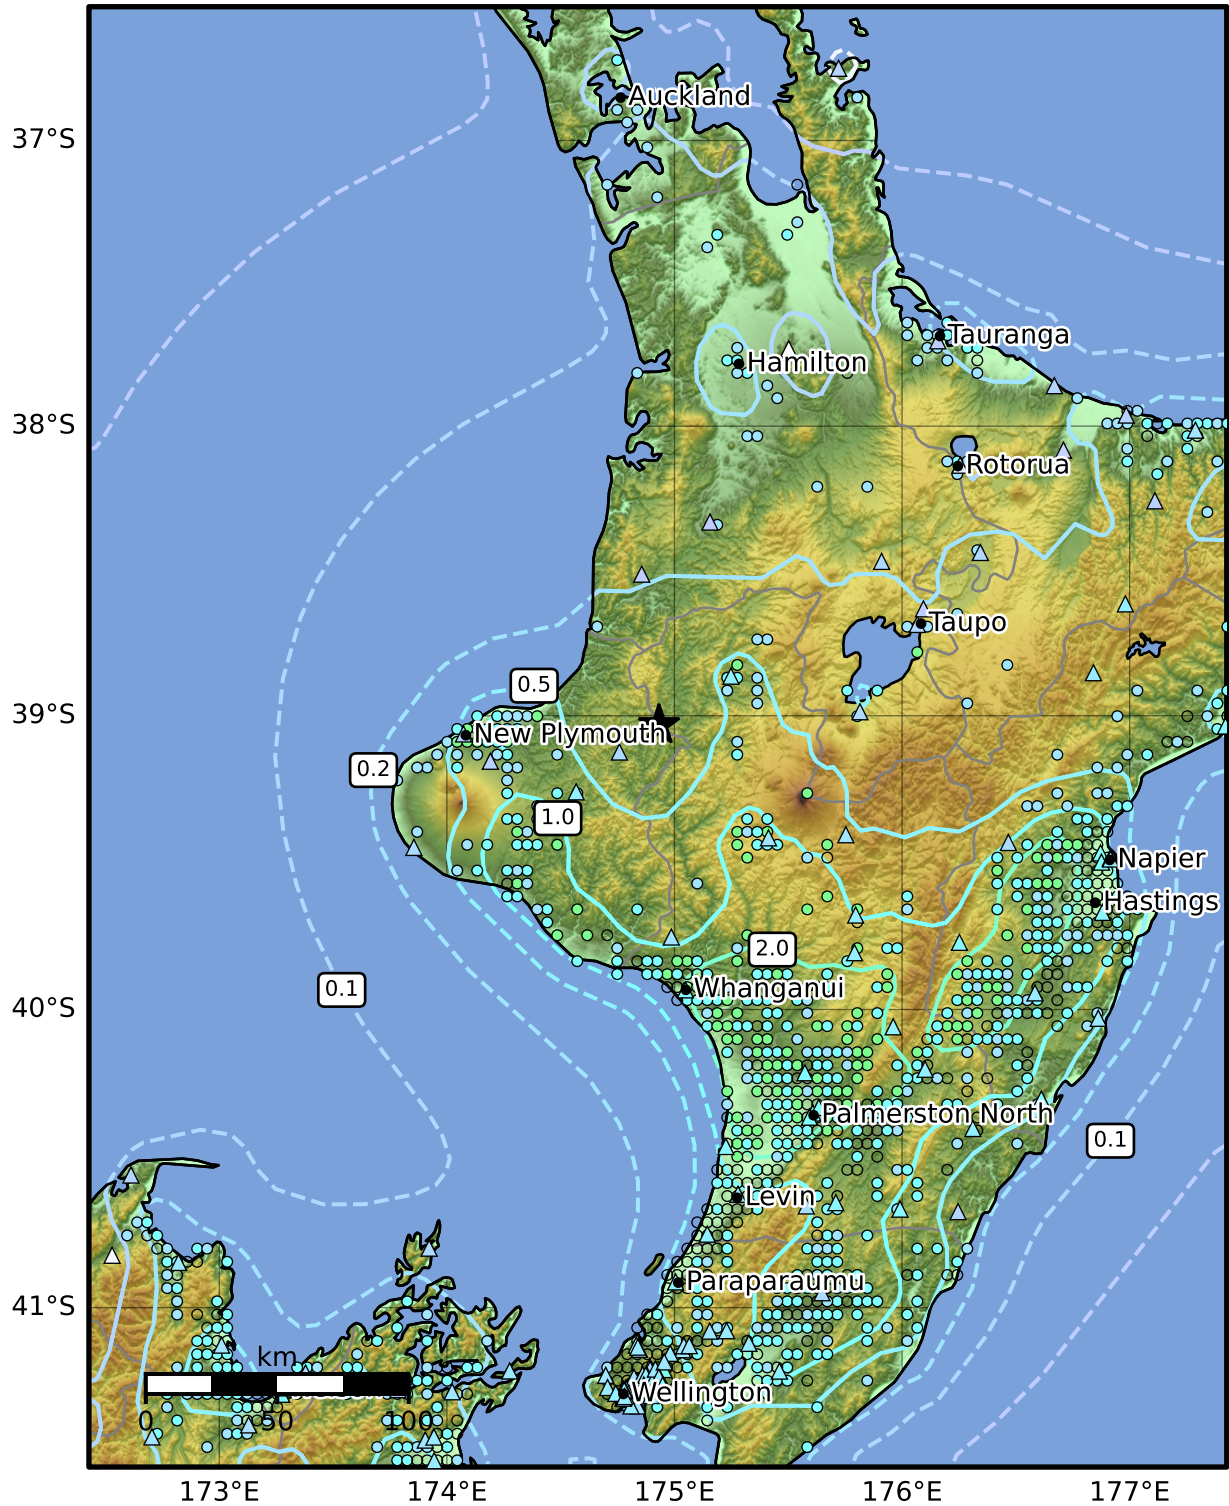 Auckland
37°S
Tauranga
Hamilton
38°S
Rotorua
Taupo
0.5
39°S
New Plymouth
0.2
1.0
Napier
Hastings
2.0
0.1
Whanganui
40°S
Palmerston North
0.1
Levin
Paraparaumu
41°S
km
Wellington
0 50 100
173°E 174°E 175°E 176°E 177°E